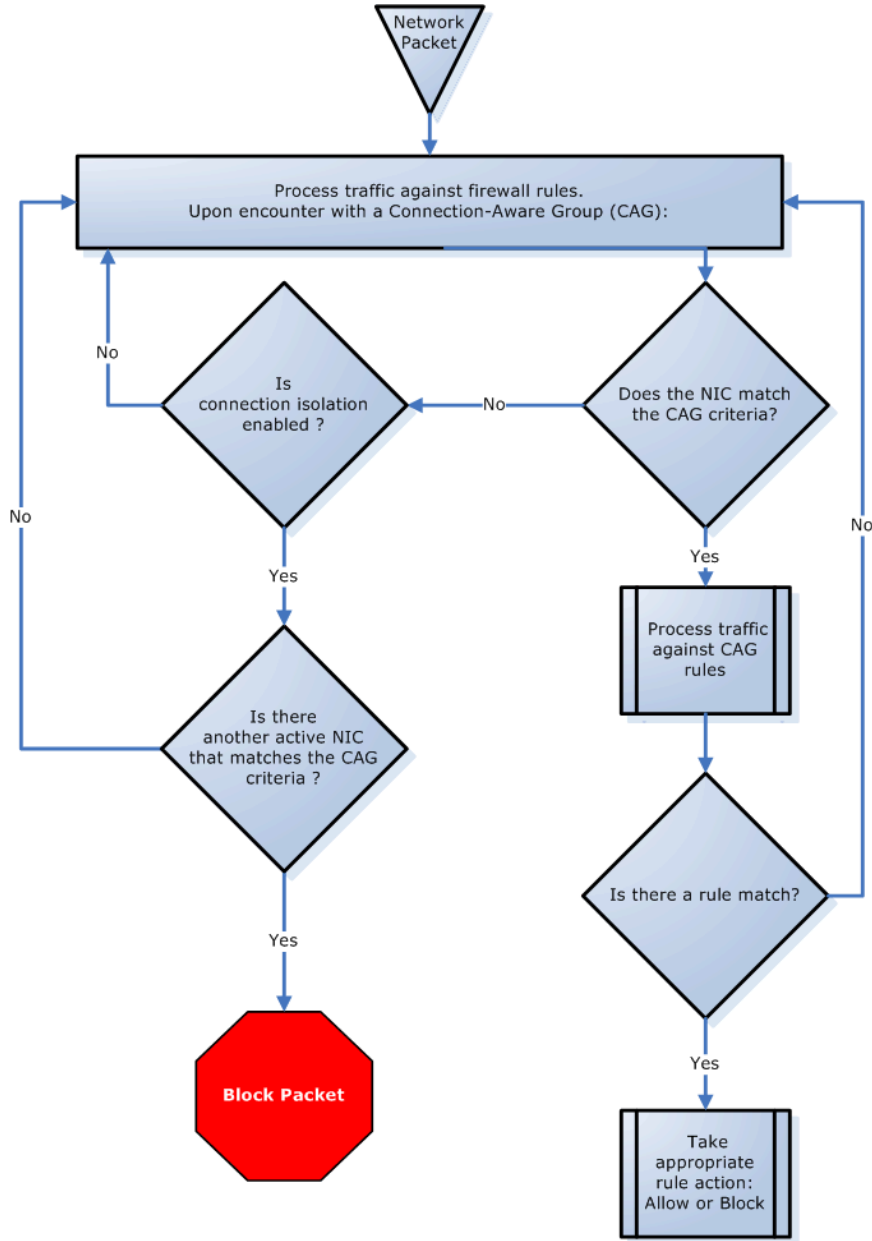 Network
Packet
Process traffic against firewall rules.
Upon encounter with a Connection-Aware Group (CAG):
No
Is
connection isolation
enabled ?
No
Does the NIC match
the CAG criteria?
No
No
Yes
Yes
Process traffic
against CAG
rules
Is there
another active NIC
that matches the CAG
criteria ?
Is there a rule match?
Yes
Yes
Block Packet
Take
appropriate
rule action:
Allow or Block